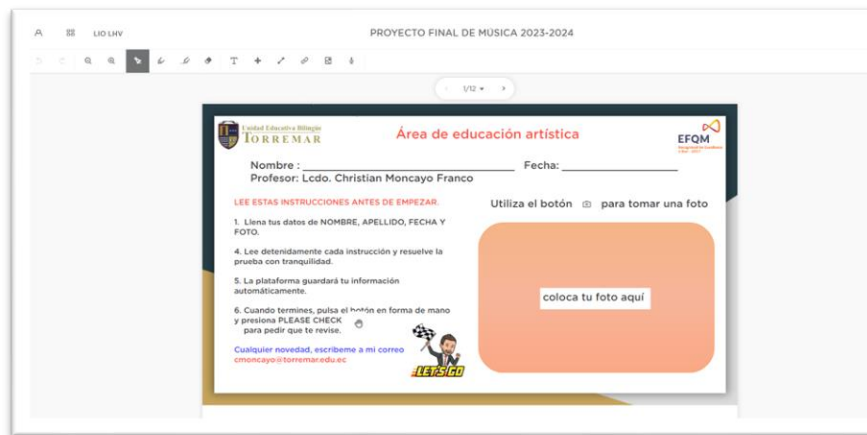 LIO LHV
PROYECTO FINAL DE MÚSICA 2023-2024
1/12
Unidad Educativa Bilingüe
TORREMAR
Área de educación artística
EFQM
Nombre : ____________________ Fecha: ____________________
Profesor: Lcdo. Christian Moncayo Franco
LEE ESTAS INSTRUCCIONES ANTES DE EMPEZAR.
1. Llena tus datos de NOMBRE, APELLIDO, FECHA Y
FOTO.
4. Lee detenidamente cada instrucción y resuelve la
prueba con tranquilidad.
5. La plataforma guardará tu información
automáticamente.
6. Cuando termines, pulsa el botón en forma de mano
y presiona PLEASE CHECK
para pedir que te revise.
Cualquier novedad, escríbeme a mi correo
cmoncayo@torremar.edu.ec
LET'S GO
Utiliza el botón para tomar una foto
coloca tu foto aquí